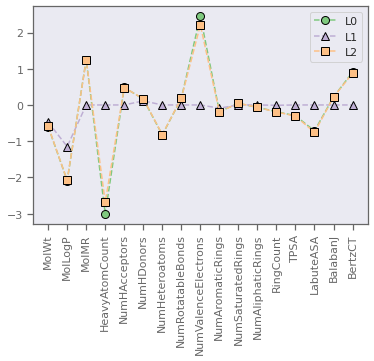 2
1
0
−1
−2
−3
L0
L1
L2
MolWt
MolLogP
MolMR
HeavyAtomCount
NumHAcceptors
NumHDonors
NumHeteroatoms
NumRotatableBonds
NumValenceElectrons
NumAromaticRings
NumSaturatedRings
NumAliphaticRings
RingCount
TPSA
LabuteASA
BalabanJ
BertzCT